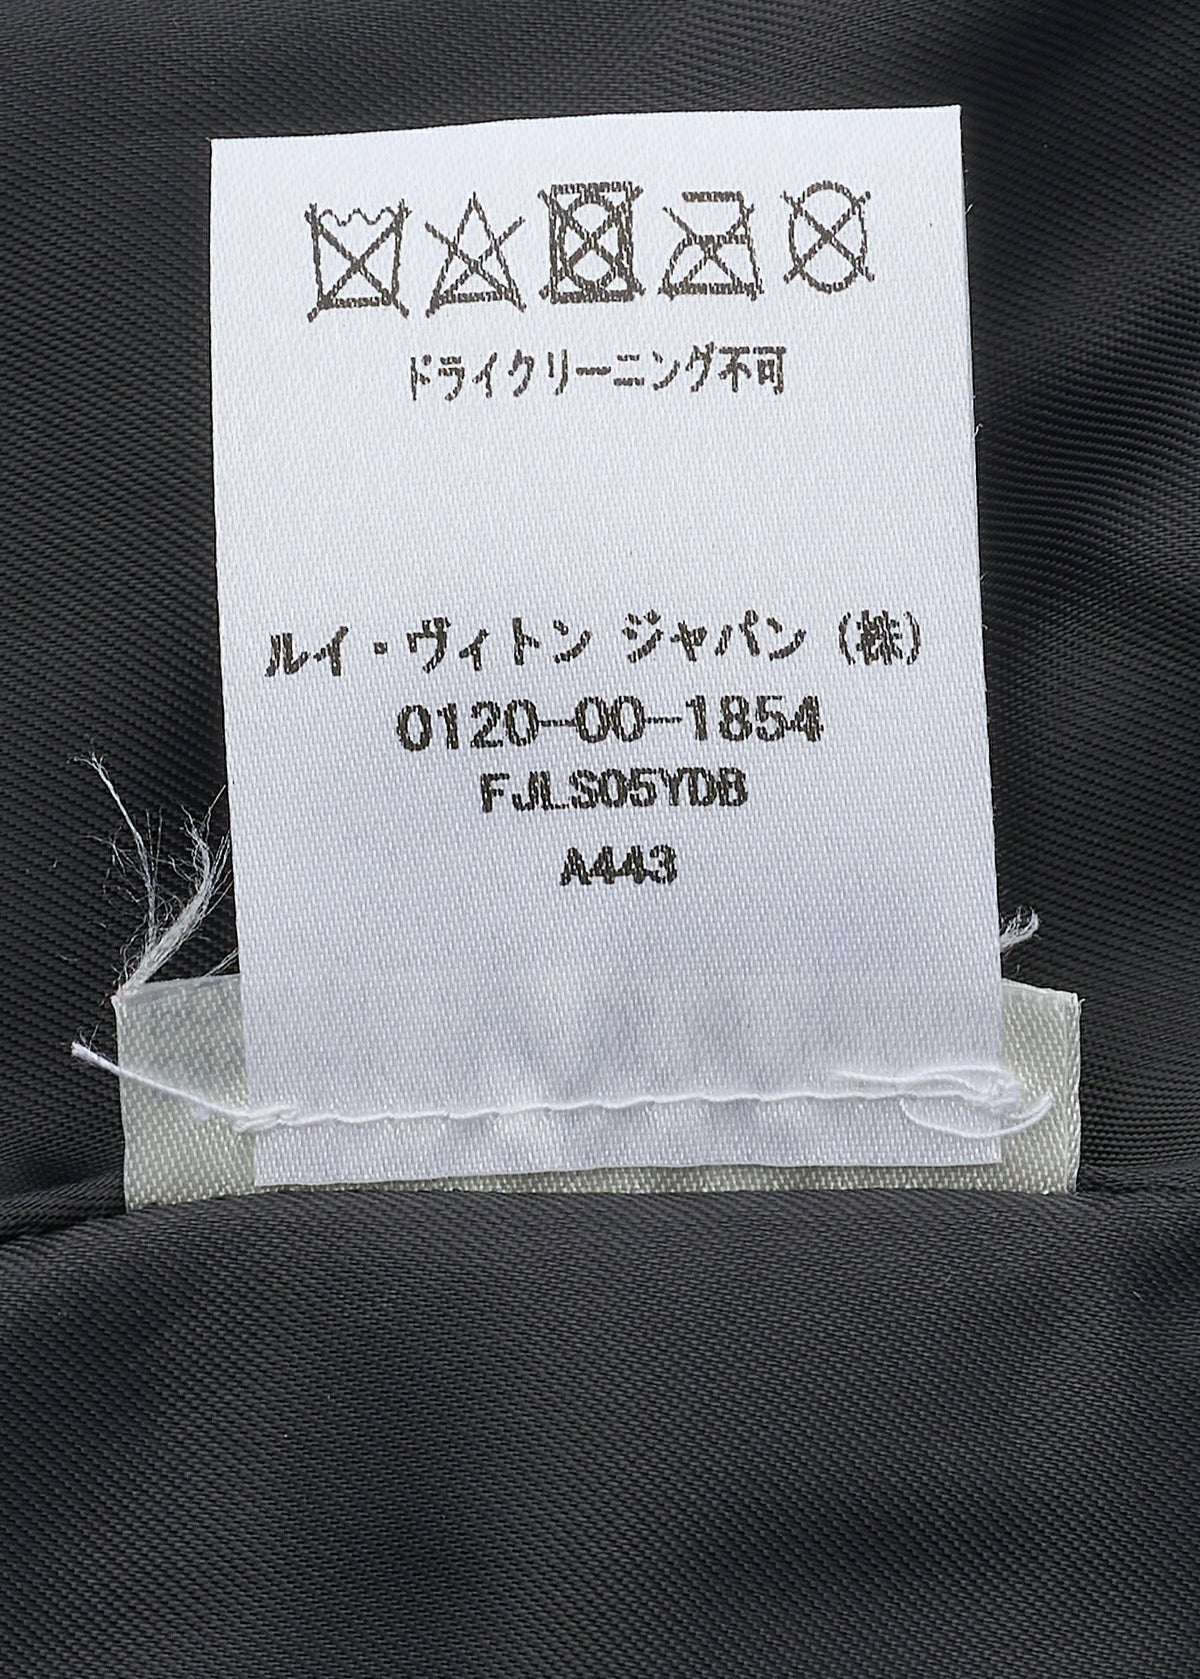 ドライクリーニング不可
ルイ・ヴィトン ジャパン (株)
0120-00-1854
FJLS05YDB
A443